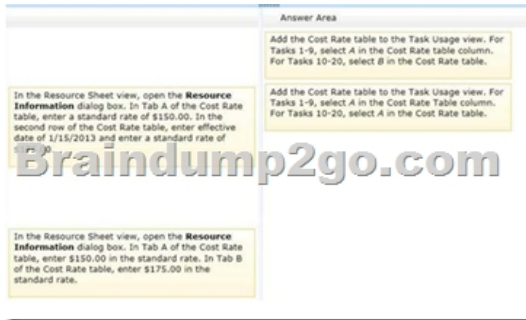 Answer Area
Add the Cost Rate table to the Task Usage view. For
Tasks 1-9, select A in the Cost Rate table column.
For Tasks 10-20, select B in the Cost Rate table.
Add the Cost Rate table to the Task Usage view. For
Tasks 1-9, select A in the Cost Rate Table column.
For Tasks 10-20, select A in the Cost Rate table.
In the Resource Sheet view, open the Resource
Information dialog box. In Tab A of the Cost Rate
table, enter a standard rate of $150.00. In the
second row of the Cost Rate table, enter effective
date of 1/15/2013 and enter a standard rate of
Braindump2go.com
In the Resource Sheet view, open the Resource
Information dialog box. In Tab A of the Cost Rate
table, enter $150.00 in the standard rate. In Tab B
of the Cost Rate table, enter $175.00 in the
standard rate.